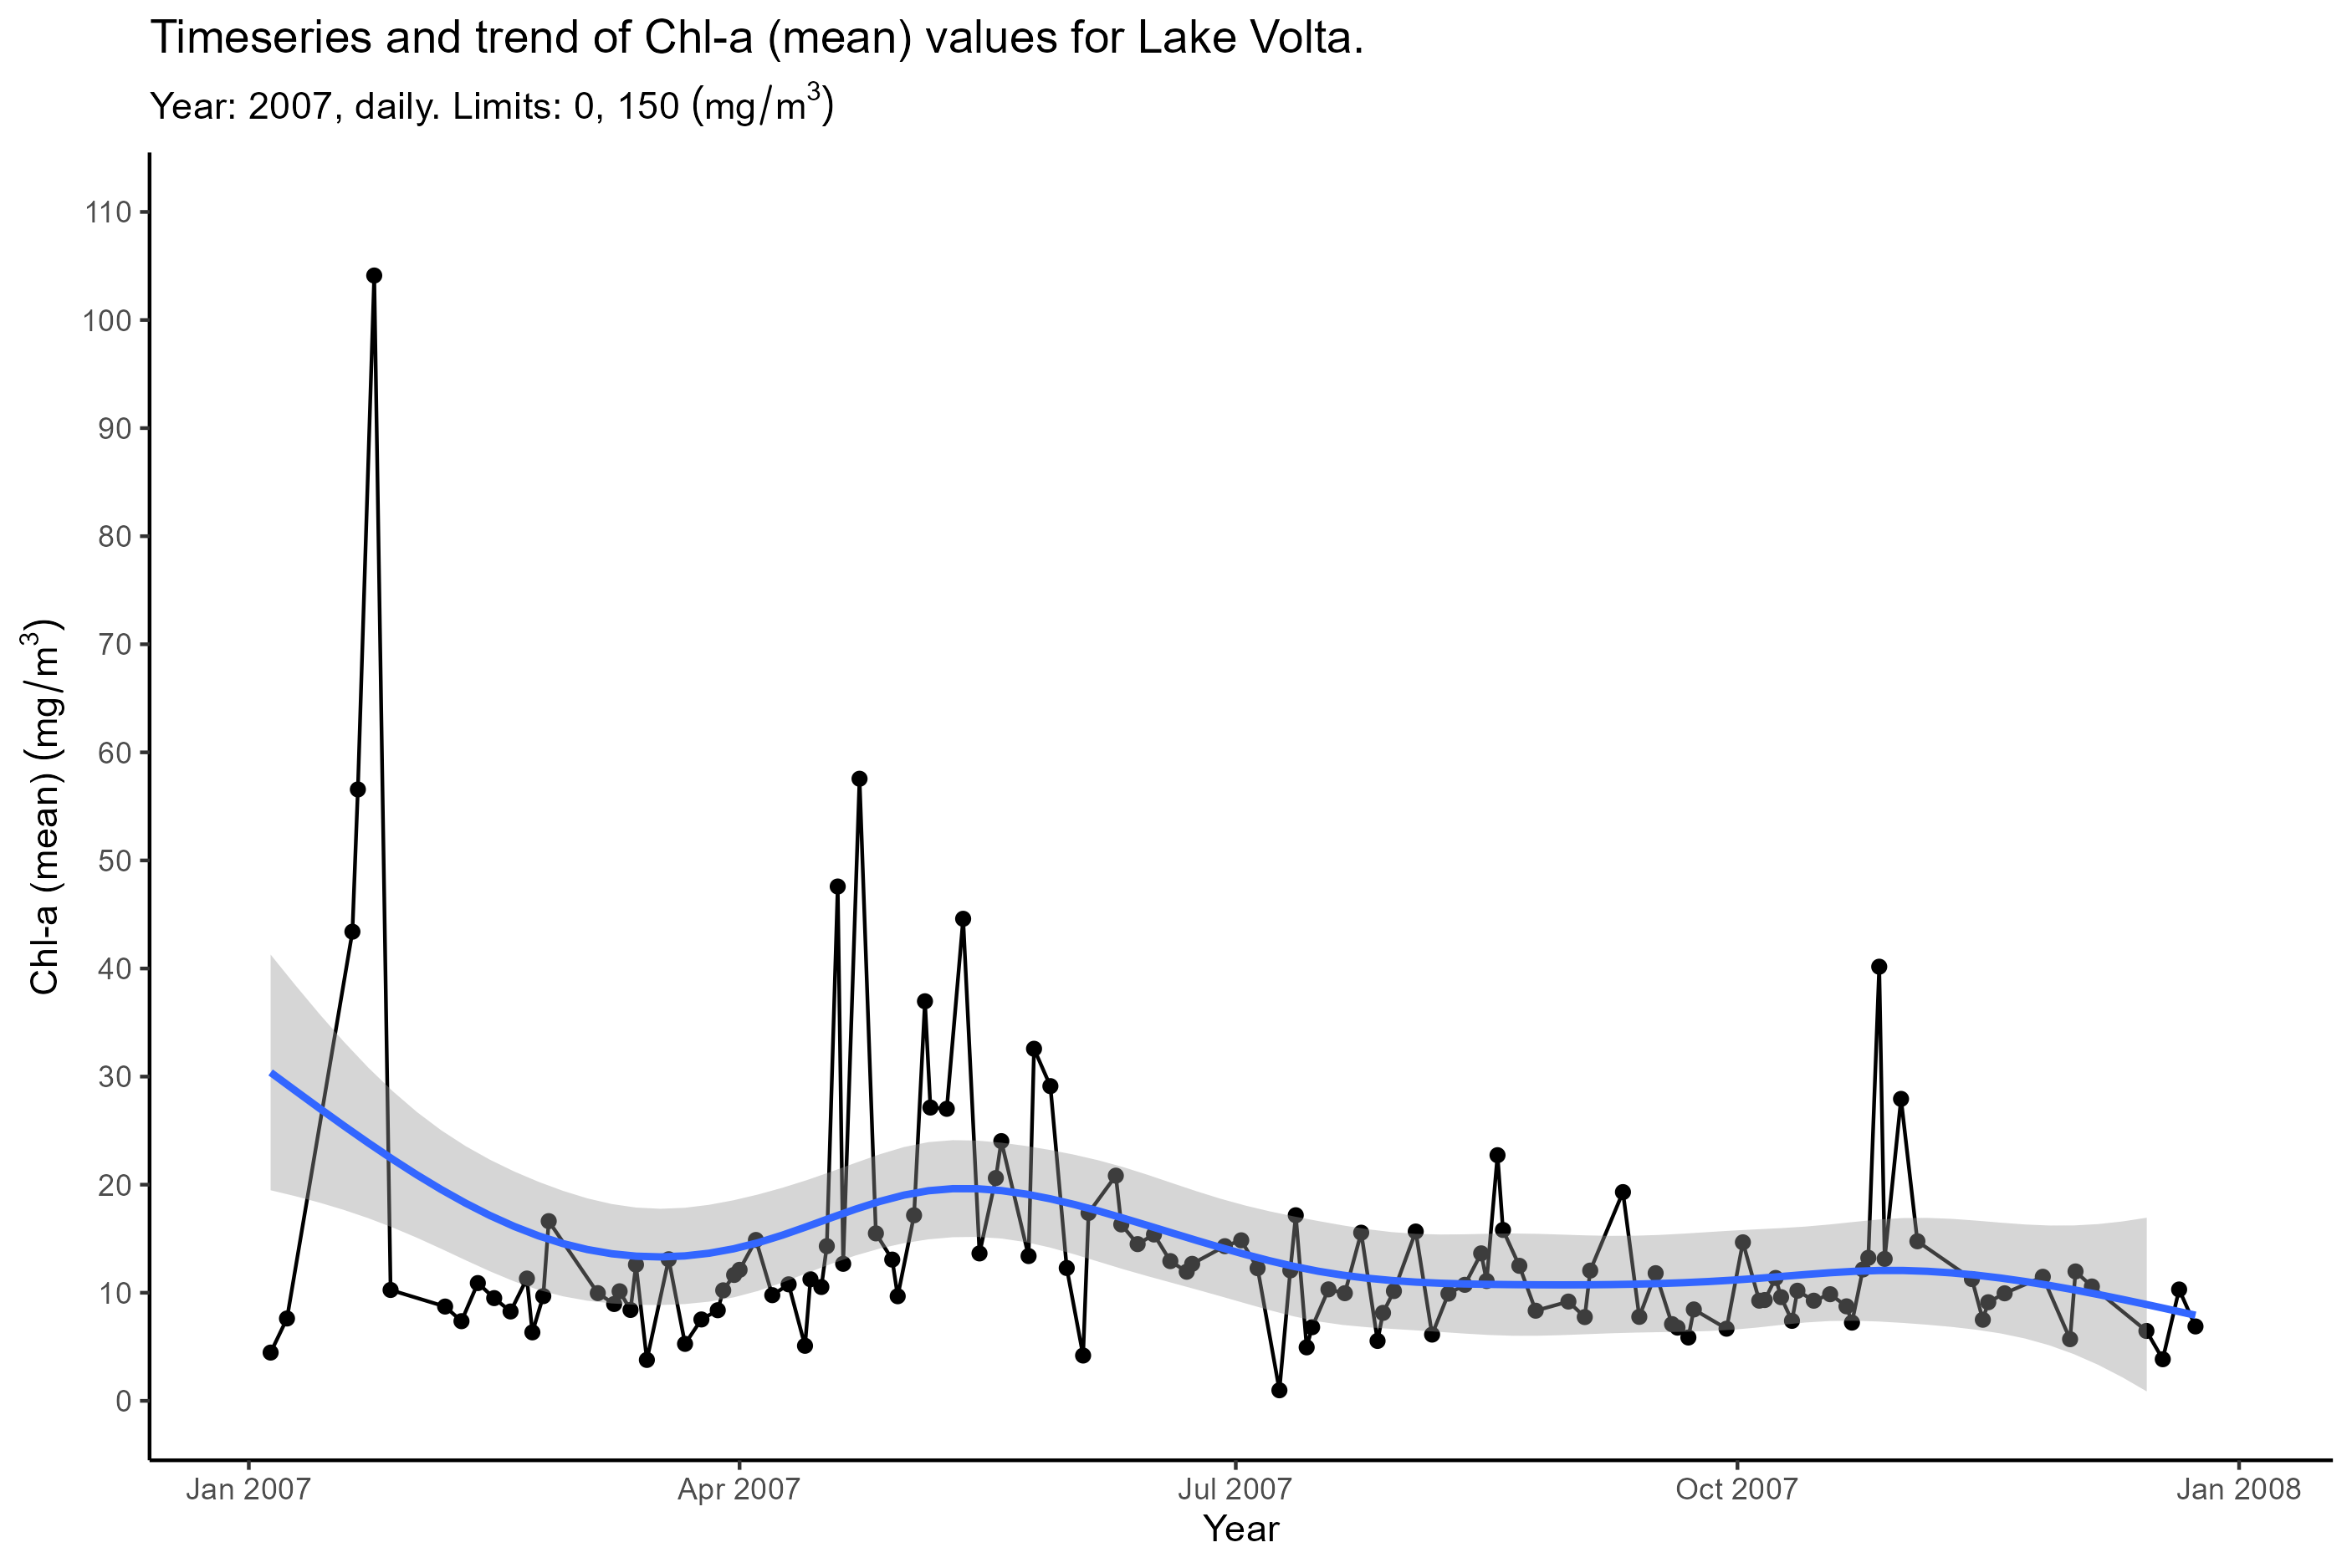 Timeseries and trend of Chl-a (mean) values for Lake Volta.
Year: 2007, daily. Limits: 0, 150 (mg/m³)
110
100
90
80
70
60
50
40
30
20
10
0
Chl-a (mean) (mg/m³)
Jan 2007
Apr 2007
Jul 2007
Oct 2007
Jan 2008
Year